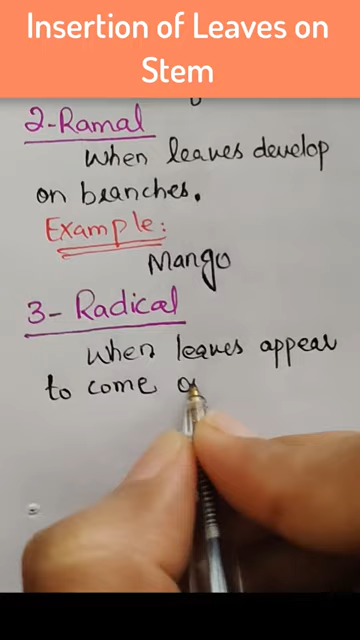 Insertion of Leaves on
Stem
2-Ramal
When leaves develop
on branches.
Example:
Mango
3- Radical
When leaves appear
to come